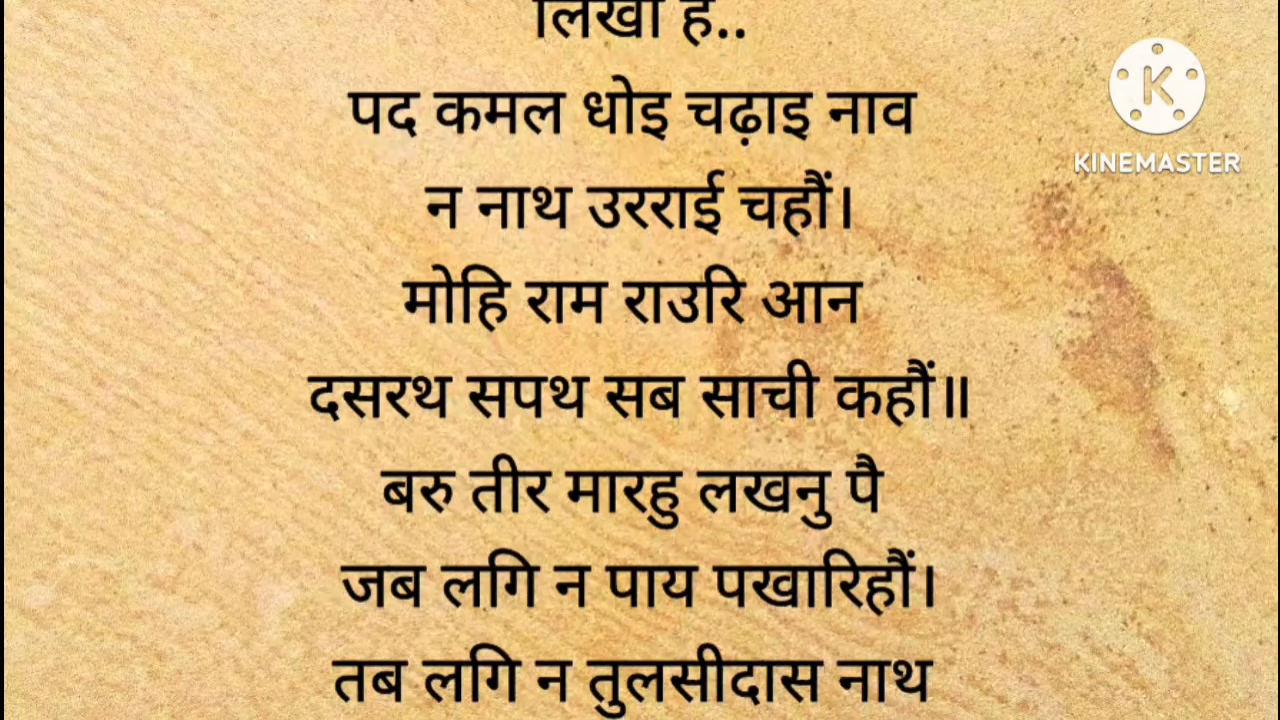 लिखा है..
पद कमल धोइ चढ़ाइ नाव
न नाथ उरराई चहौं।
मोहि राम राउरि आन
दसरथ सपथ सब साची कहौं॥
बरु तीर मारहु लखनु पै
जब लगि न पाय पखारिहौं।
तब लगि न तुलसीदास नाथ
KINEMASTER